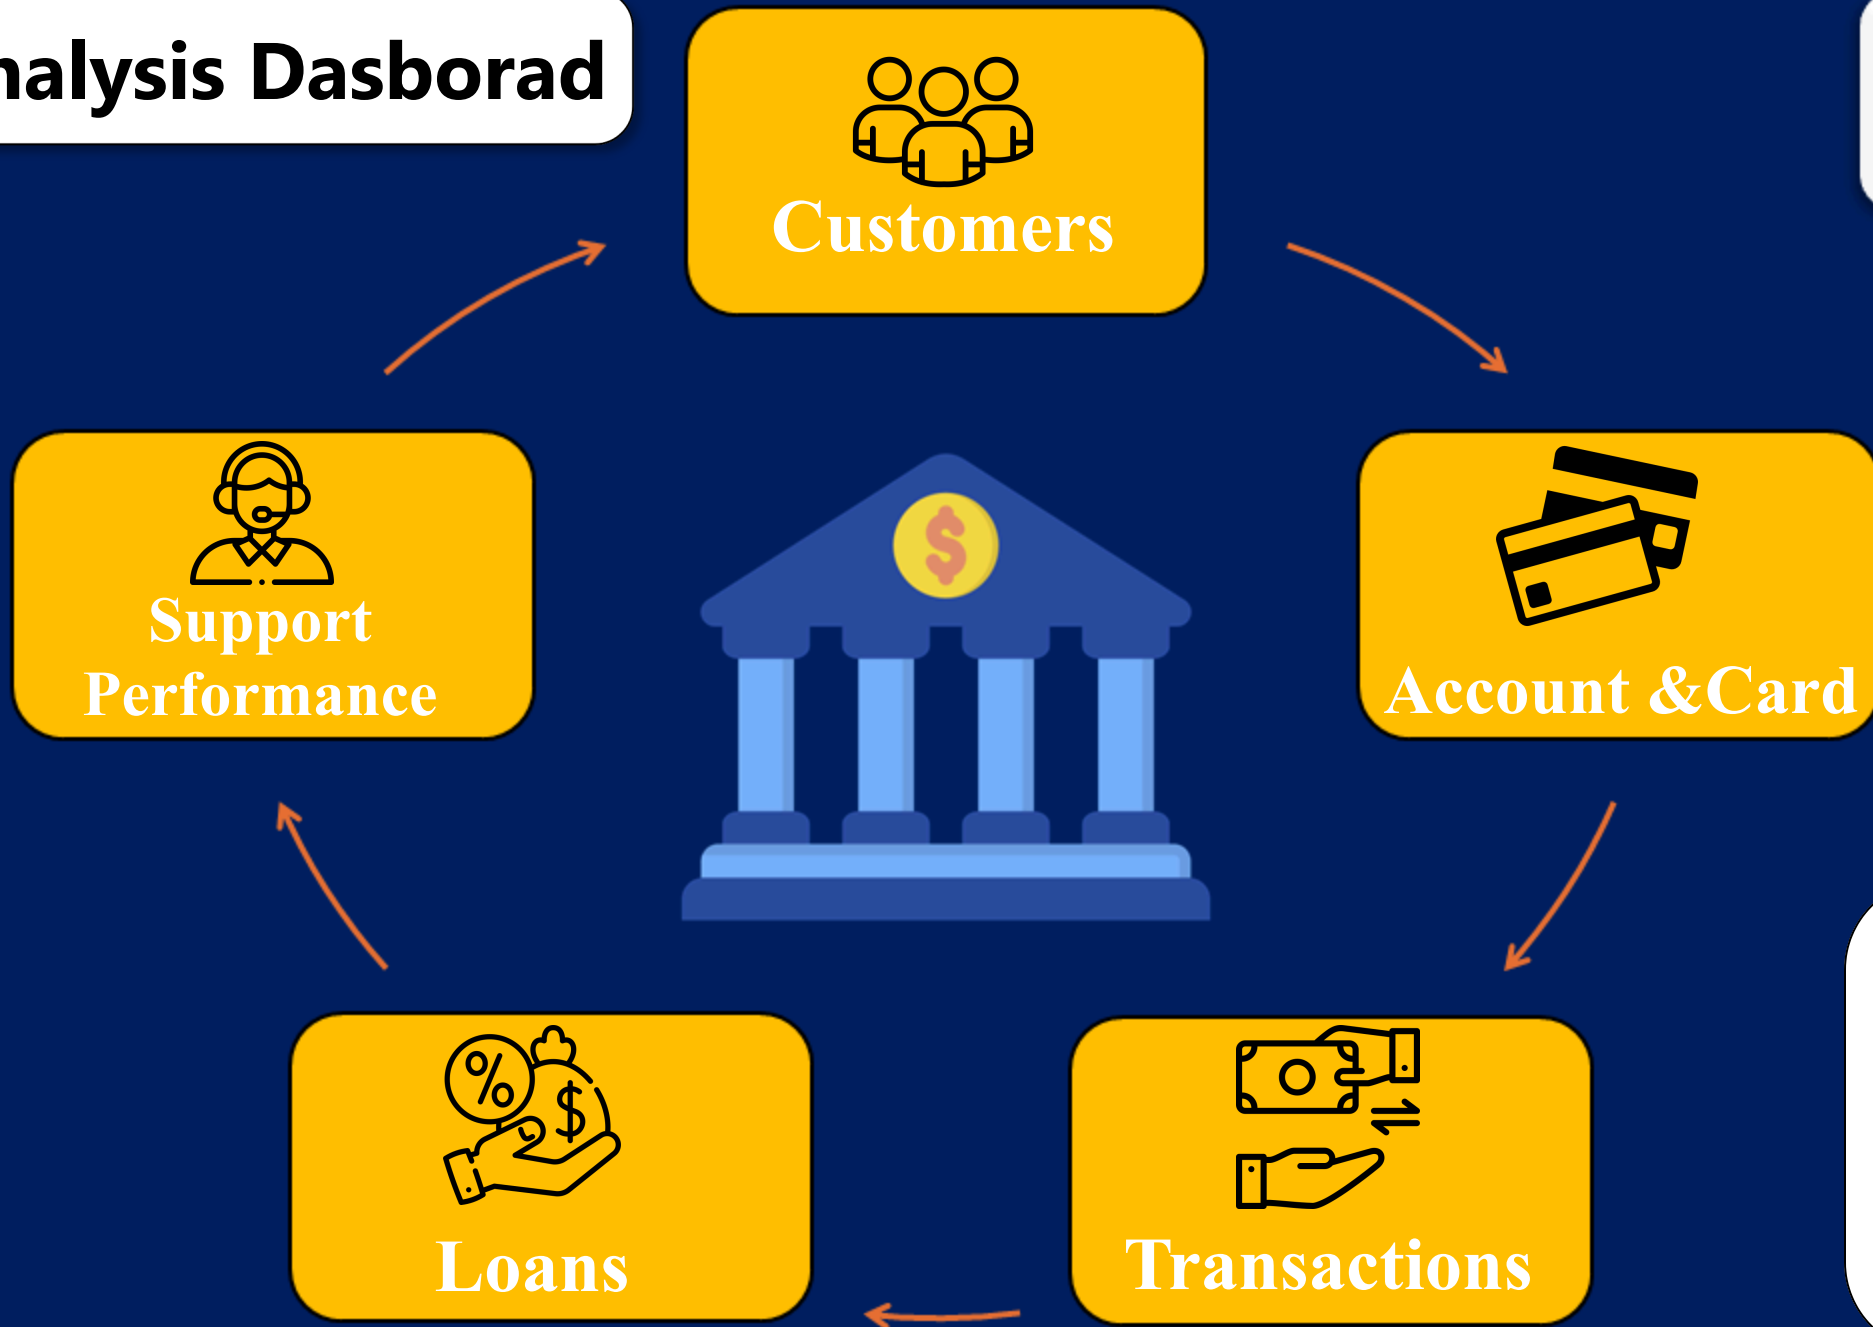 nalysis Dasborad
Customers
Support
Performance
Account &Card
Loans
Transactions